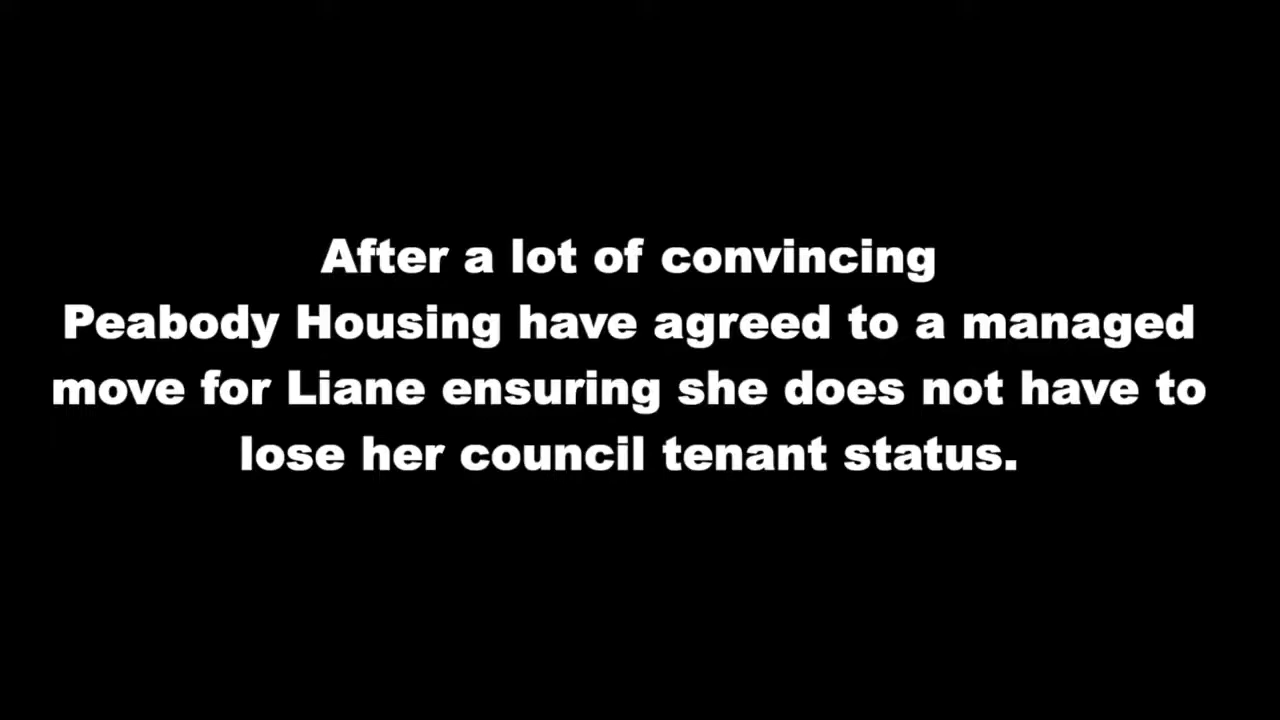 After a lot of convincing
Peabody Housing have agreed to a managed
move for Liane ensuring she does not have to
lose her council tenant status.